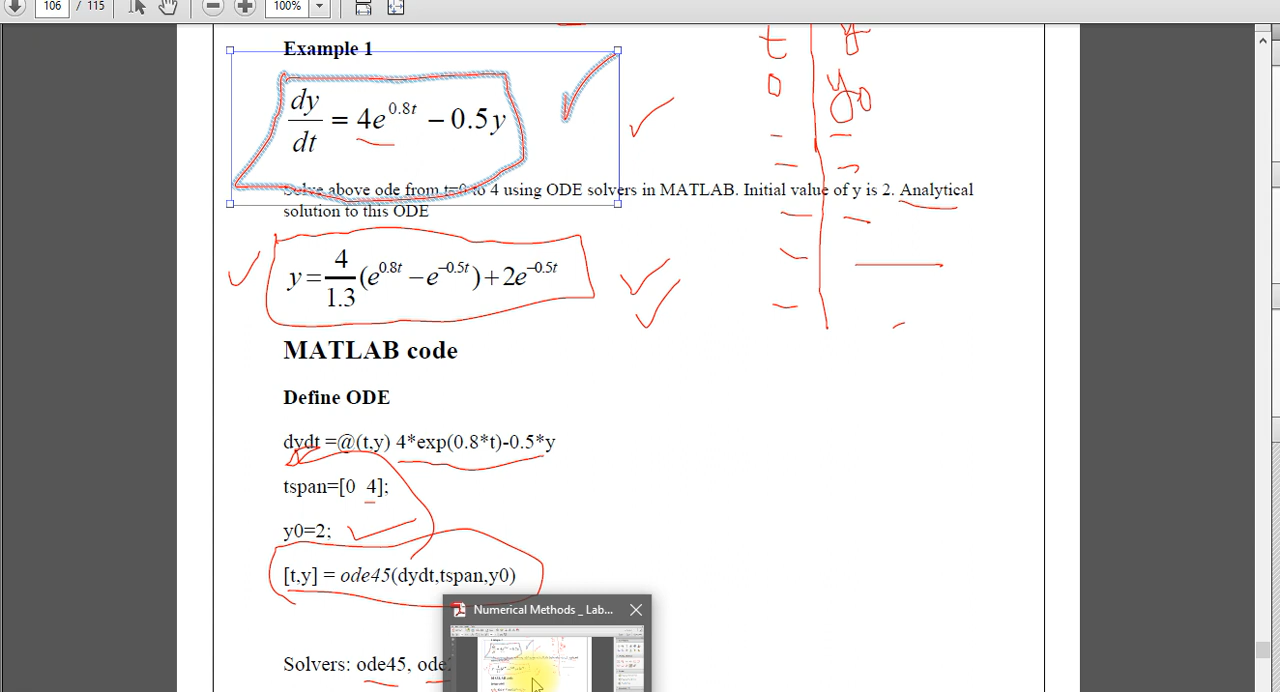 106 / 115 100%
Example 1
dy/dt = 4e^0.8t − 0.5y
Solve above ode from t=0 to 4 using ODE solvers in MATLAB. Initial value of y is 2. Analytical
solution to this ODE
y = 4/1.3 (e^0.8t − e^−0.5t) + 2e^−0.5t
t y
0 y0
MATLAB code
Define ODE
dydt =@(t,y) 4*exp(0.8*t)-0.5*y
tspan=[0 4];
y0=2;
[t,y] = ode45(dydt,tspan,y0)
Numerical Methods _ Lab...
Solvers: ode45, ode